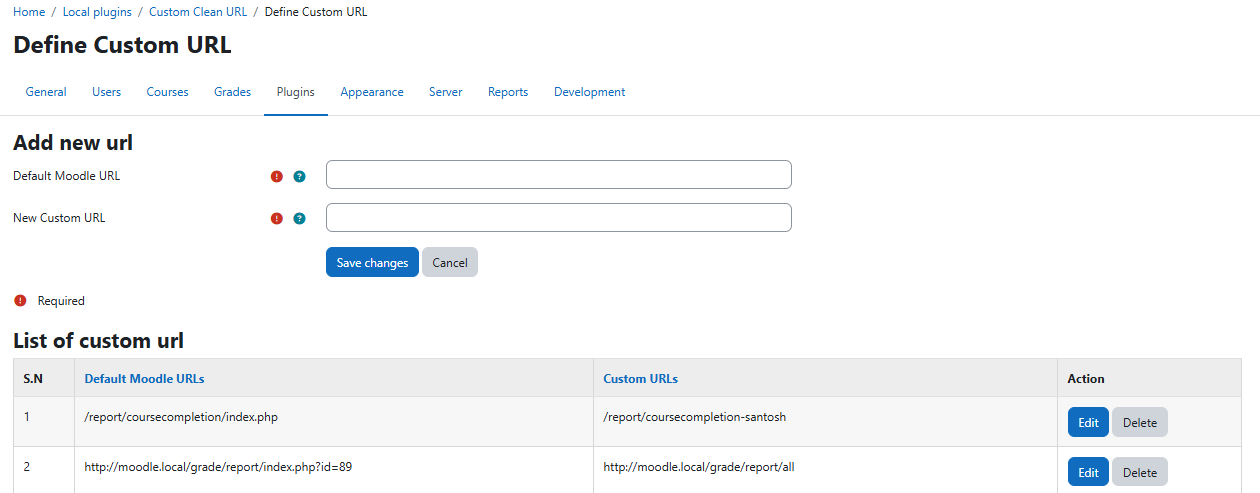 Home / Local plugins / Custom Clean URL / Define Custom URL
Define Custom URL
General Users Courses Grades Plugins Appearance Server Reports Development
Add new url
Default Moodle URL ! ?
New Custom URL ! ?
Save changes Cancel
! Required
List of custom url
S.N Default Moodle URLs Custom URLs Action
1 /report/coursecompletion/index.php /report/coursecompletion-santosh Edit Delete
2 http://moodle.local/grade/report/index.php?id=89 http://moodle.local/grade/report/all Edit Delete